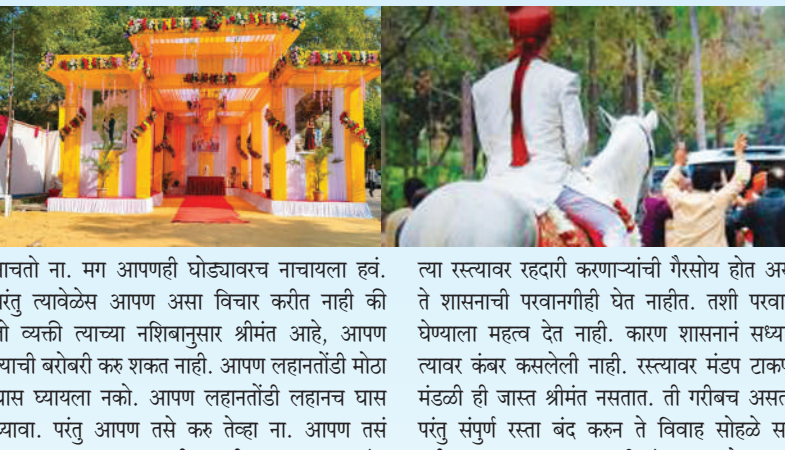 नाचतो ना. मग आपणही घोड्यावरच नाचायला हवं.
परंतु त्यावेळेस आपण असा विचार करीत नाही की
तो व्यक्ती त्याच्या नशिबानुसार श्रीमंत आहे, आपण
त्याची बरोबरी करु शकत नाही. आपण लहानतोंडी मोठा
घास घ्यायला नको. आपण लहानतोंडी लहानच घास
घ्यावा. परंतु आपण तसे करु तेव्हा ना. आपण तसं
त्या रस्त्यावर रहदारी करणाऱ्यांची गैरसोय होत
ते शासनाची परवानगीही घेत नाहीत. तशी
घेण्याला महत्व देत नाही. कारण शासनानं
त्यावर कंबर कसलेली नाही. रस्त्यावर मंडप
मंडळी ही जास्त श्रीमंत नसतात. ती गरीबच
परंतु संपुर्ण रस्ता बंद करुन ते विवाह सोहळे